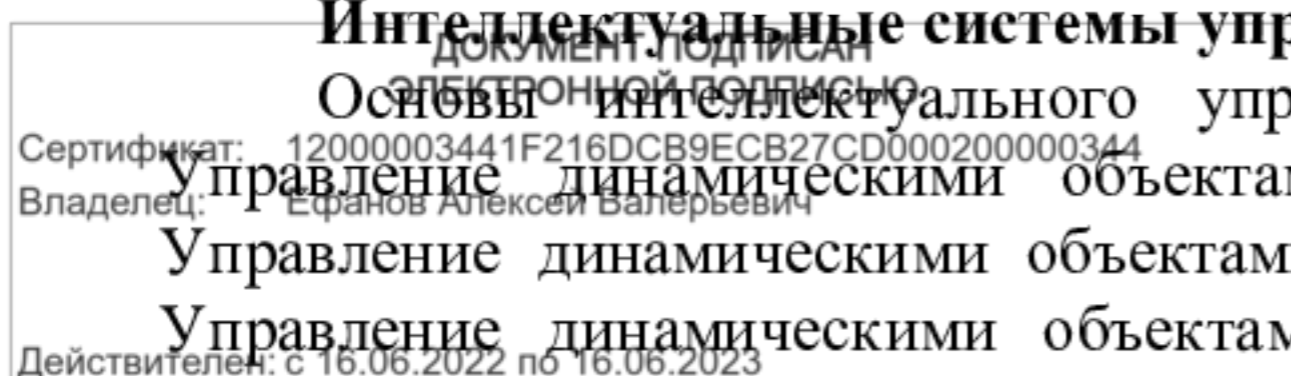 Интеллектуальные системы упр
ДОКУМЕНТ ПОДПИСАН
ЭЛЕКТРОННОЙ ПОДПИСЬЮ
Основы интеллектуального упр
Сертификат: 12000003441F216DCB9ECB27CD000200000344
Управление динамическими объектам
Владелец: Ефанов Алексей Валерьевич
Управление динамическими объектам
Управление динамическими объектам
Действителен: с 16.06.2022 по 16.06.2023